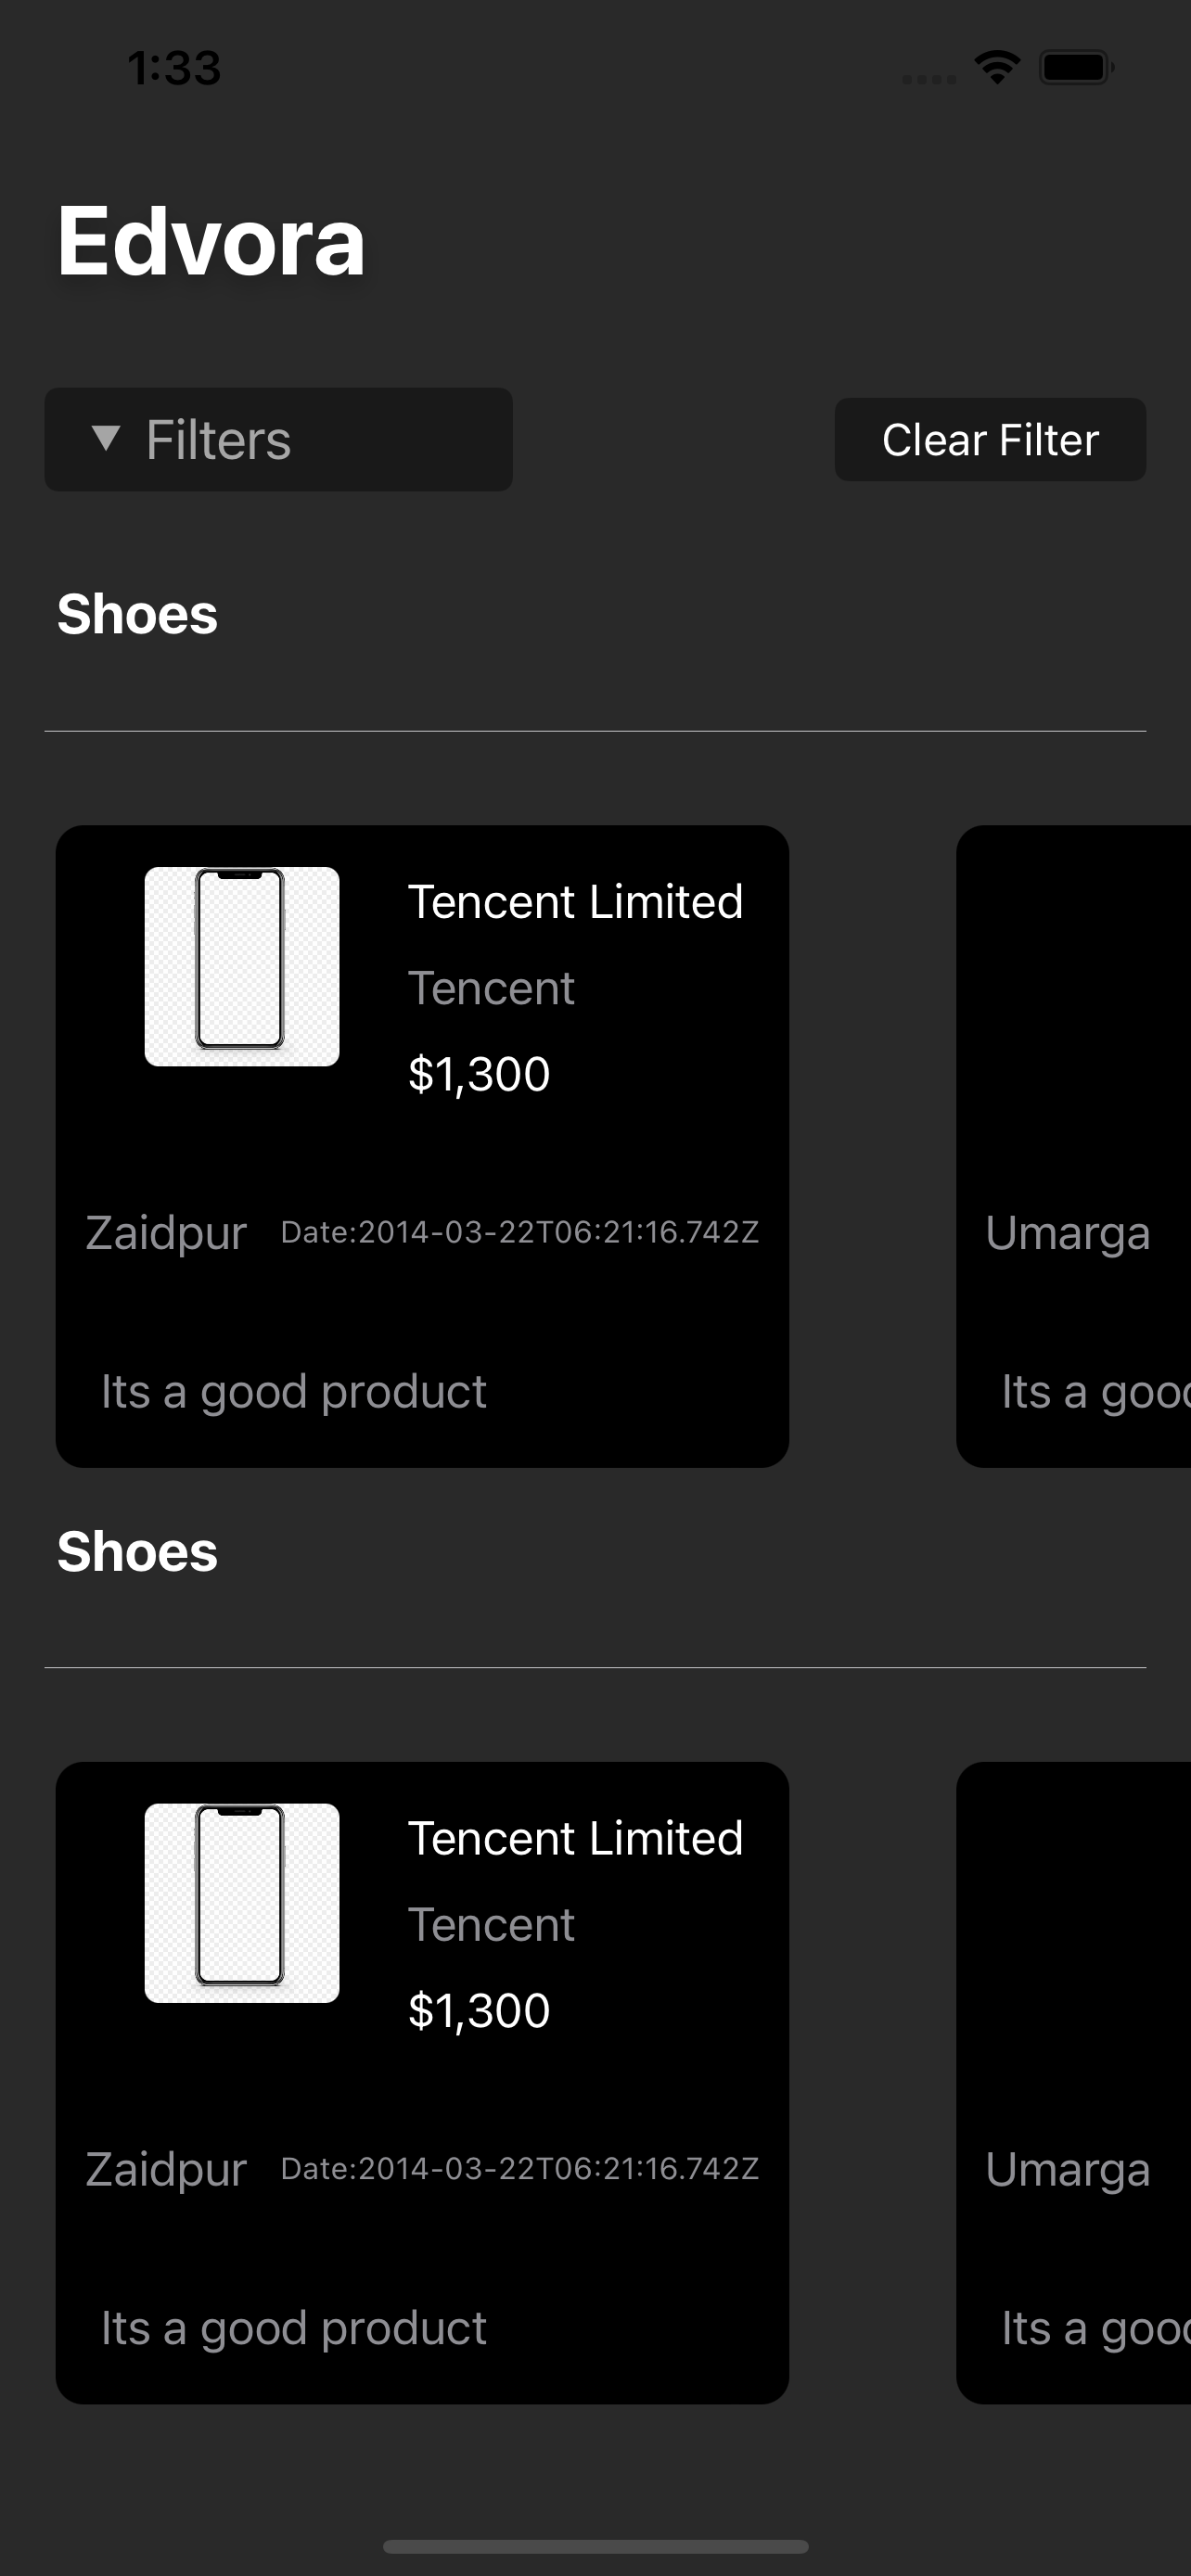 1:33
Edvora
▼ Filters
Clear Filter
Shoes
Tencent Limited
Tencent
$1,300
Zaidpur
Date:2014-03-22T06:21:16.742Z
Its a good product
Umarga
Its a good
Shoes
Tencent Limited
Tencent
$1,300
Zaidpur
Date:2014-03-22T06:21:16.742Z
Its a good product
Umarga
Its a good